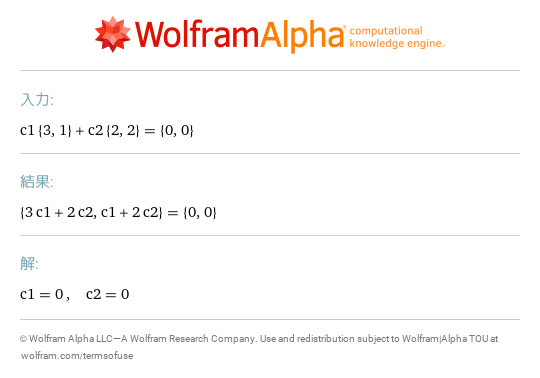 WolframAlpha computational
knowledge engine™
入力:
c1 {3, 1} + c2 {2, 2} = {0, 0}
結果:
{3 c1 + 2 c2, c1 + 2 c2} = {0, 0}
解:
c1 = 0 , c2 = 0
© Wolfram Alpha LLC—A Wolfram Research Company. Use and redistribution subject to Wolfram|Alpha TOU at
wolfram.com/termsofuse